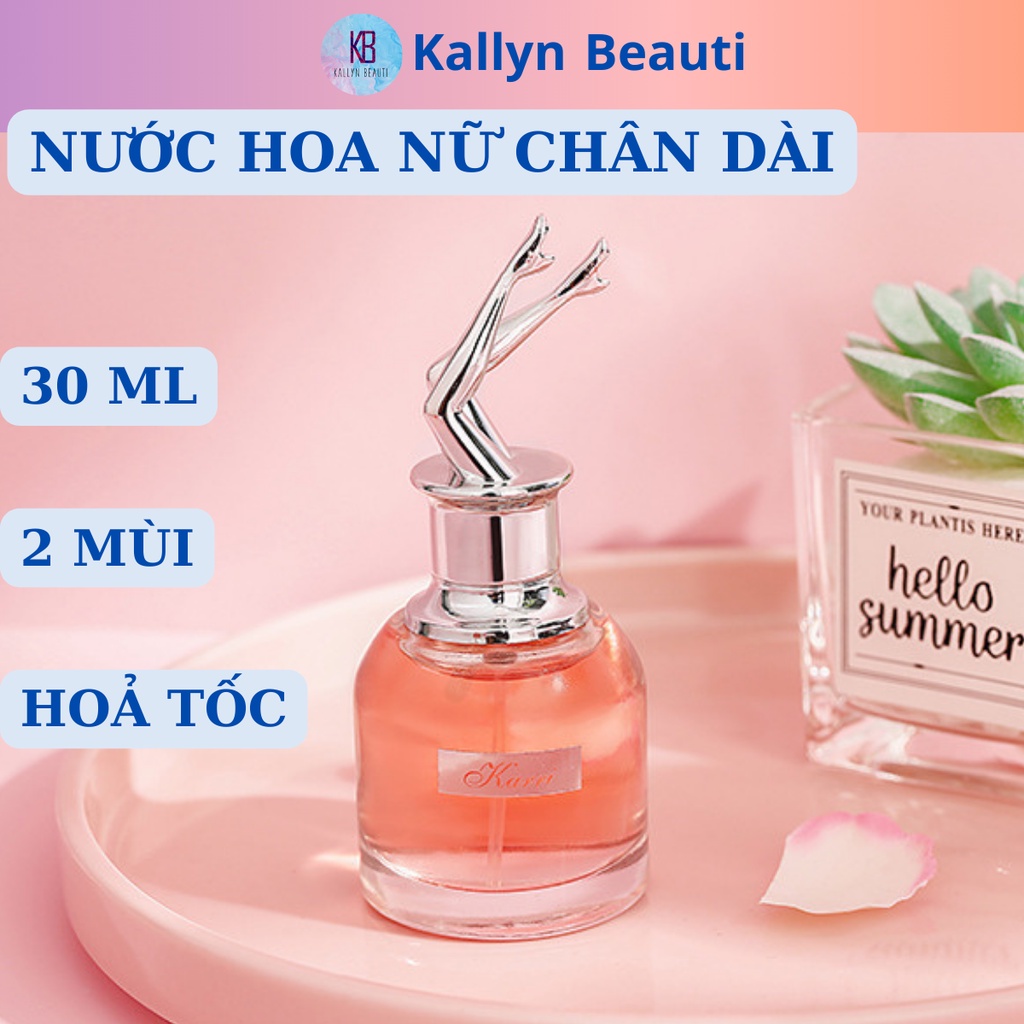 KB
KALLYN BEAUTI
Kallyn Beauti
NƯỚC HOA NỮ CHÂN DÀI
30 ML
2 MÙI
HOẢ TỐC
Karei
YOUR PLANTIS HERE
hello
summer